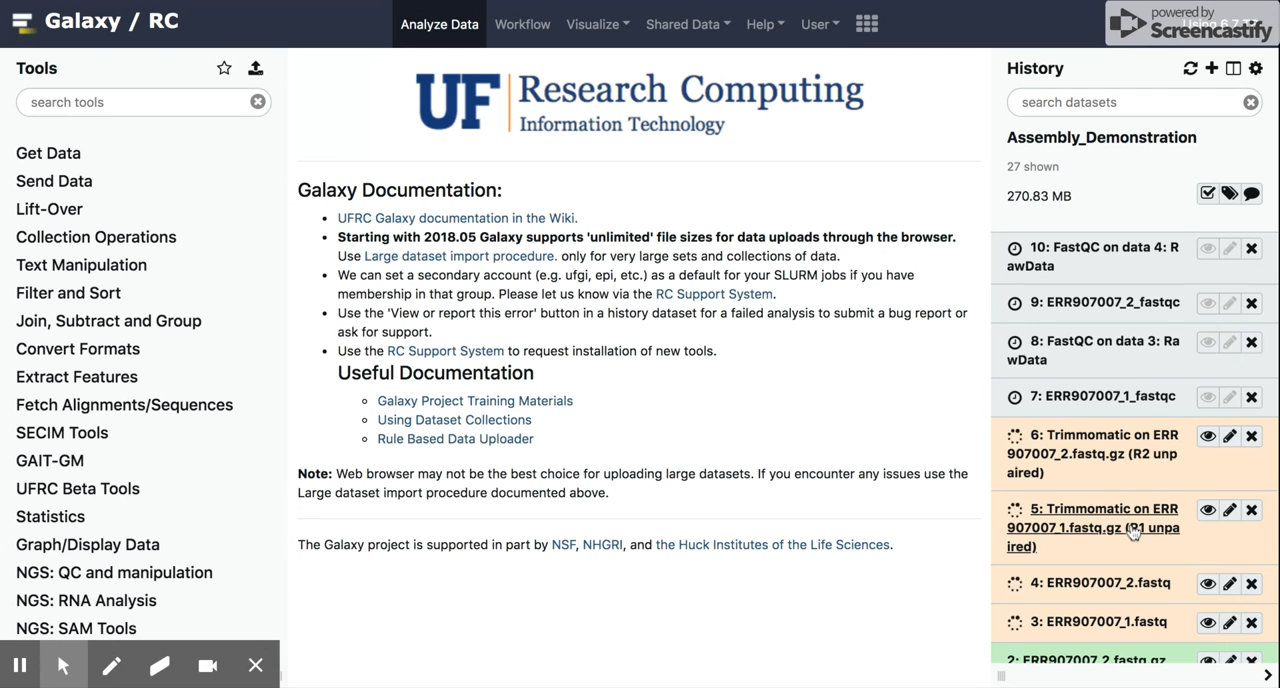 Galaxy / RC
Analyze Data Workflow Visualize Shared Data Help User
powered by
Screencastify
Tools
search tools
Get Data
Send Data
Lift-Over
Collection Operations
Text Manipulation
Filter and Sort
Join, Subtract and Group
Convert Formats
Extract Features
Fetch Alignments/Sequences
SECIM Tools
GAIT-GM
UFRC Beta Tools
Statistics
Graph/Display Data
NGS: QC and manipulation
NGS: RNA Analysis
NGS: SAM Tools
UF Research Computing
Information Technology
Galaxy Documentation:
UFRC Galaxy documentation in the Wiki.
Starting with 2018.05 Galaxy supports 'unlimited' file sizes for data uploads through the browser.
Use Large dataset import procedure. only for very large sets and collections of data.
We can set a secondary account (e.g. ufgi, epi, etc.) as a default for your SLURM jobs if you have
membership in that group. Please let us know via the RC Support System.
Use the 'View or report this error' button in a history dataset for a failed analysis to submit a bug report or
ask for support.
Use the RC Support System to request installation of new tools.
Useful Documentation
Galaxy Project Training Materials
Using Dataset Collections
Rule Based Data Uploader
Note: Web browser may not be the best choice for uploading large datasets. If you encounter any issues use the
Large dataset import procedure documented above.
The Galaxy project is supported in part by NSF, NHGRI, and the Huck Institutes of the Life Sciences.
History
search datasets
Assembly_Demonstration
27 shown
270.83 MB
10: FastQC on data 4: R
awData
9: ERR907007_2_fastqc
8: FastQC on data 3: Ra
wData
7: ERR907007_1_fastqc
6: Trimmomatic on ERR
907007_2.fastq.gz (R2 unp
aired)
5: Trimmomatic on ERR
907007_1.fastq.gz (R1 unpa
ired)
4: ERR907007_2.fastq
3: ERR907007_1.fastq
2: ERR907007_2.fastq.gz